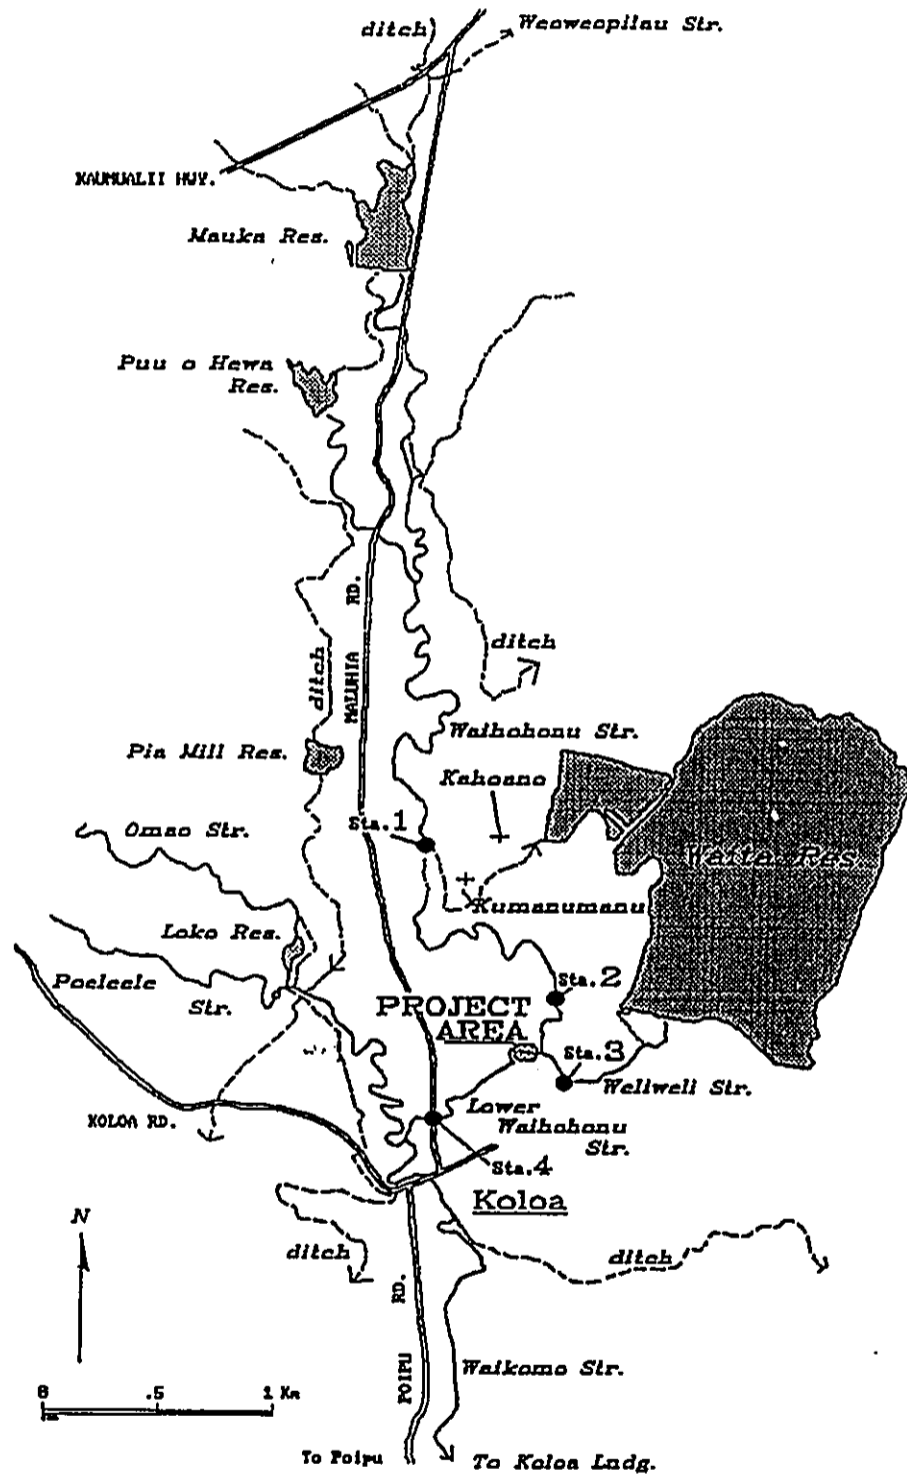 ditch
Weoweopilau Str.
KAUMUALII HWY.
Mauka Res.
Puu o Hewa
Res.
RD.
MALUHIA
ditch
ditch
Waihohonu Str.
Pia Mill Res.
Kahoano
Sta.1
Omao Str.
Waita Res
Kumanumanu
Loko Res.
Poeleele
Str.
Sta.2
PROJECT
AREA
Sta.3
Weliweli Str.
KOLOA RD.
Lower
Waihohonu
Str.
Sta.4
Koloa
N
ditch
ditch
RD.
POIPU
Waikomo Str.
0 .5 1 Km
To Poipu
To Koloa Lndg.